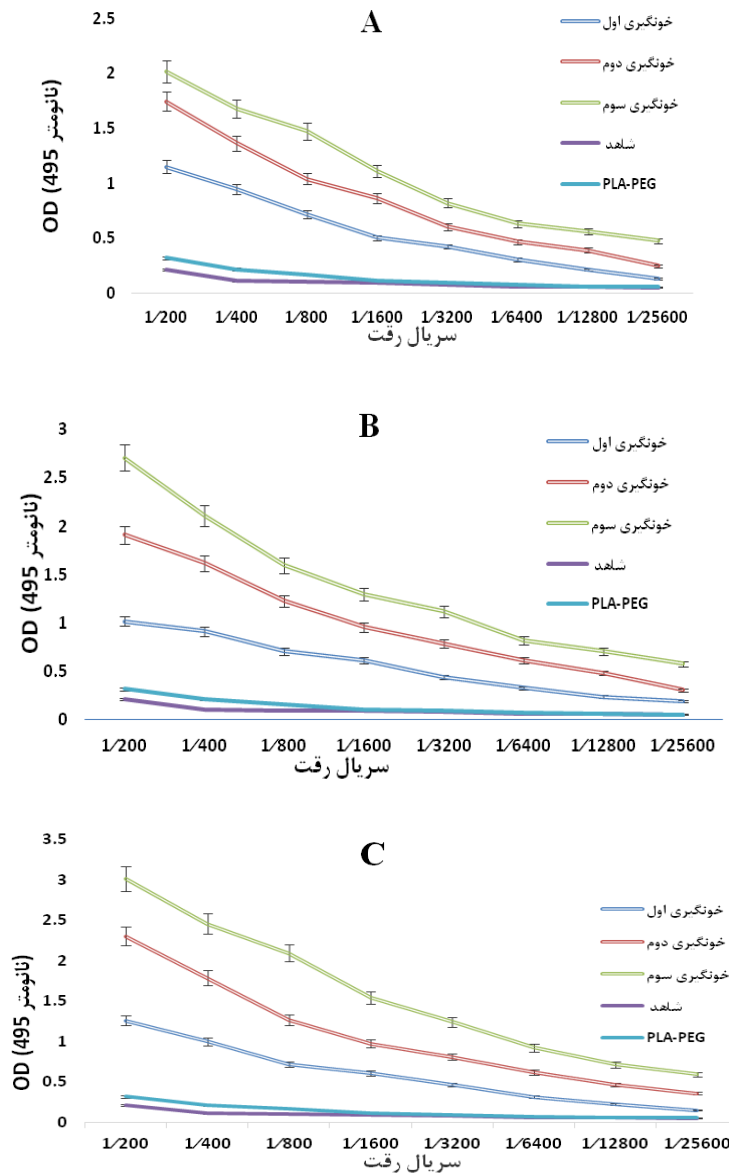 A
2.5
2
1.5
1
0.5
0
OD (495 نانومتر)
1/200 1/400 1/800 1/1600 1/3200 1/6400 1/12800 1/25600
سریال رقت
خونگیری اول
خونگیری دوم
خونگیری سوم
شاهد
PLA-PEG
B
3
2.5
2
1.5
1
0.5
0
OD (495 نانومتر)
1/200 1/400 1/800 1/1600 1/3200 1/6400 1/12800 1/25600
سریال رقت
خونگیری اول
خونگیری دوم
خونگیری سوم
شاهد
PLA-PEG
C
3.5
3
2.5
2
1.5
1
0.5
0
OD (495 نانومتر)
1/200 1/400 1/800 1/1600 1/3200 1/6400 1/12800 1/25600
سریال رقت
خونگیری اول
خونگیری دوم
خونگیری سوم
شاهد
PLA-PEG